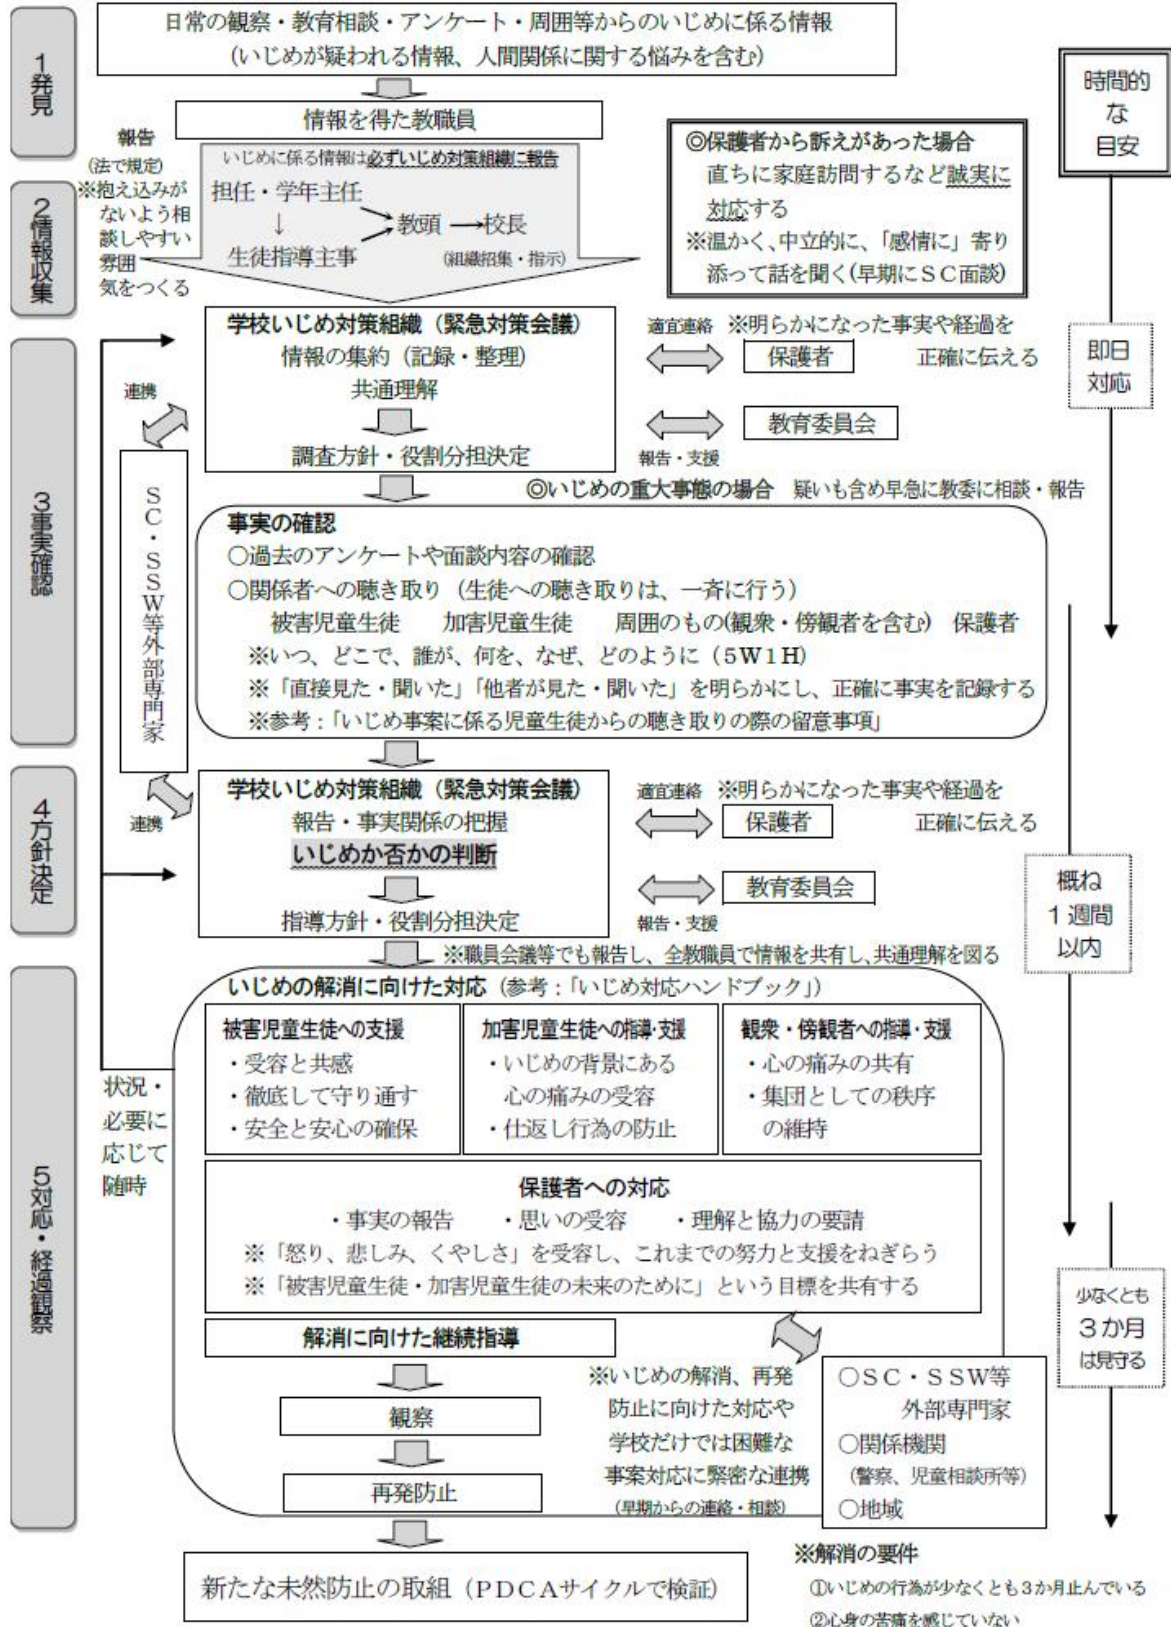 日常の観察・教育相談・アンケート・周囲等からのいじめに係る情報
(いじめが疑われる情報、人間関係に関する悩みを含む)
1発見
情報を得た教職員
時間的
な
目安
報告
(法で規定)
※抱え込みが
ないよう相
談しやすい
雰囲
気をつくる
いじめに係る情報は必ずいじめ対策組織に報告
担任・学年主任
↓
生徒指導主事
教頭→校長
(組織招集・指示)
◎保護者から訴えがあった場合
直ちに家庭訪問するなど誠実に
対応する
※温かく、中立的に、「感情に」寄り
添って話を聞く(早期にSC面談)
2情報収集
学校いじめ対策組織（緊急対策会議）
情報の集約（記録・整理）
共通理解
調査方針・役割分担決定
適宜連絡 ※明らかになった事実や経過を
正確に伝える
保護者
教育委員会
報告・支援
即日
対応
連携
SC・SSW等外部専門家
連携
3事実確認
◎いじめの重大事態の場合 疑いも含め早急に教委に相談・報告
事実の確認
○過去のアンケートや面談内容の確認
○関係者への聴き取り（生徒への聴き取りは、一斉に行う）
被害児童生徒 加害児童生徒 周囲のもの(観衆・傍観者を含む) 保護者
※いつ、どこで、誰が、何を、なぜ、どのように（5W1H）
※「直接見た・聞いた」「他者が見た・聞いた」を明らかにし、正確に事実を記録する
※参考：「いじめ事案に係る児童生徒からの聴き取りの際の留意事項」
4方針決定
学校いじめ対策組織（緊急対策会議）
報告・事実関係の把握
いじめか否かの判断
指導方針・役割分担決定
適宜連絡 ※明らかになった事実や経過を
正確に伝える
保護者
教育委員会
報告・支援
概ね
1週間
以内
※職員会議等でも報告し、全教職員で情報を共有し、共通理解を図る
5対応・経過観察
状況・
必要に
応じて
随時
いじめの解消に向けた対応（参考：「いじめ対応ハンドブック」）
被害児童生徒への支援
・受容と共感
・徹底して守り通す
・安全と安心の確保
加害児童生徒への指導・支援
・いじめの背景にある
心の痛みの受容
・仕返し行為の防止
観衆・傍観者への指導・支援
・心の痛みの共有
・集団としての秩序
の維持
保護者への対応
・事実の報告 ・思いの受容 ・理解と協力の要請
※「怒り、悲しみ、くやしさ」を受容し、これまでの努力と支援をねぎらう
※「被害児童生徒・加害児童生徒の未来のために」という目標を共有する
少なくとも
3か月
は見守る
解消に向けた継続指導
観察
再発防止
※いじめの解消、再発
防止に向けた対応や
学校だけでは困難な
事案対応に緊密な連携
(早期からの連絡・相談)
○SC・SSW等
外部専門家
○関係機関
(警察、児童相談所等)
○地域
新たな未然防止の取組（PDCAサイクルで検証）
※解消の要件
①いじめの行為が少なくとも3か月止んでいる
②心身の苦痛を感じていない